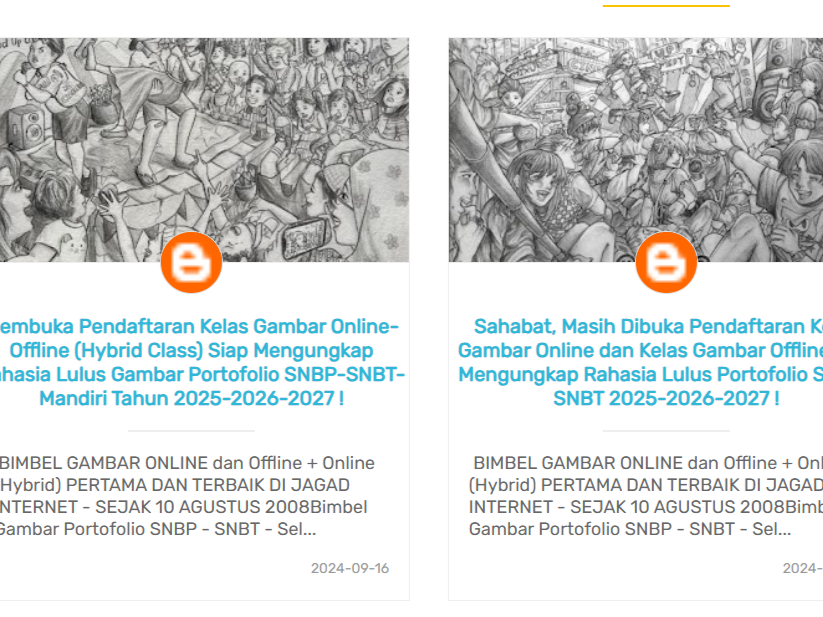 embuka Pendaftaran Kelas Gambar Online-
Offline (Hybrid Class) Siap Mengungkap
hasia Lulus Gambar Portofolio SNBP-SNBT-
Mandiri Tahun 2025-2026-2027 !
BIMBEL GAMBAR ONLINE dan Offline + Online
Hybrid) PERTAMA DAN TERBAIK DI JAGAD
NTERNET - SEJAK 10 AGUSTUS 2008Bimbel
Gambar Portofolio SNBP - SNBT - Sel...
2024-09-16
Sahabat, Masih Dibuka Pendaftaran K
Gambar Online dan Kelas Gambar Offline
Mengungkap Rahasia Lulus Portofolio S
SNBT 2025-2026-2027 !
BIMBEL GAMBAR ONLINE dan Offline + Onl
(Hybrid) PERTAMA DAN TERBAIK DI JAGAD
INTERNET - SEJAK 10 AGUSTUS 2008Bimb
Gambar Portofolio SNBP - SNBT - Sel...
2024-